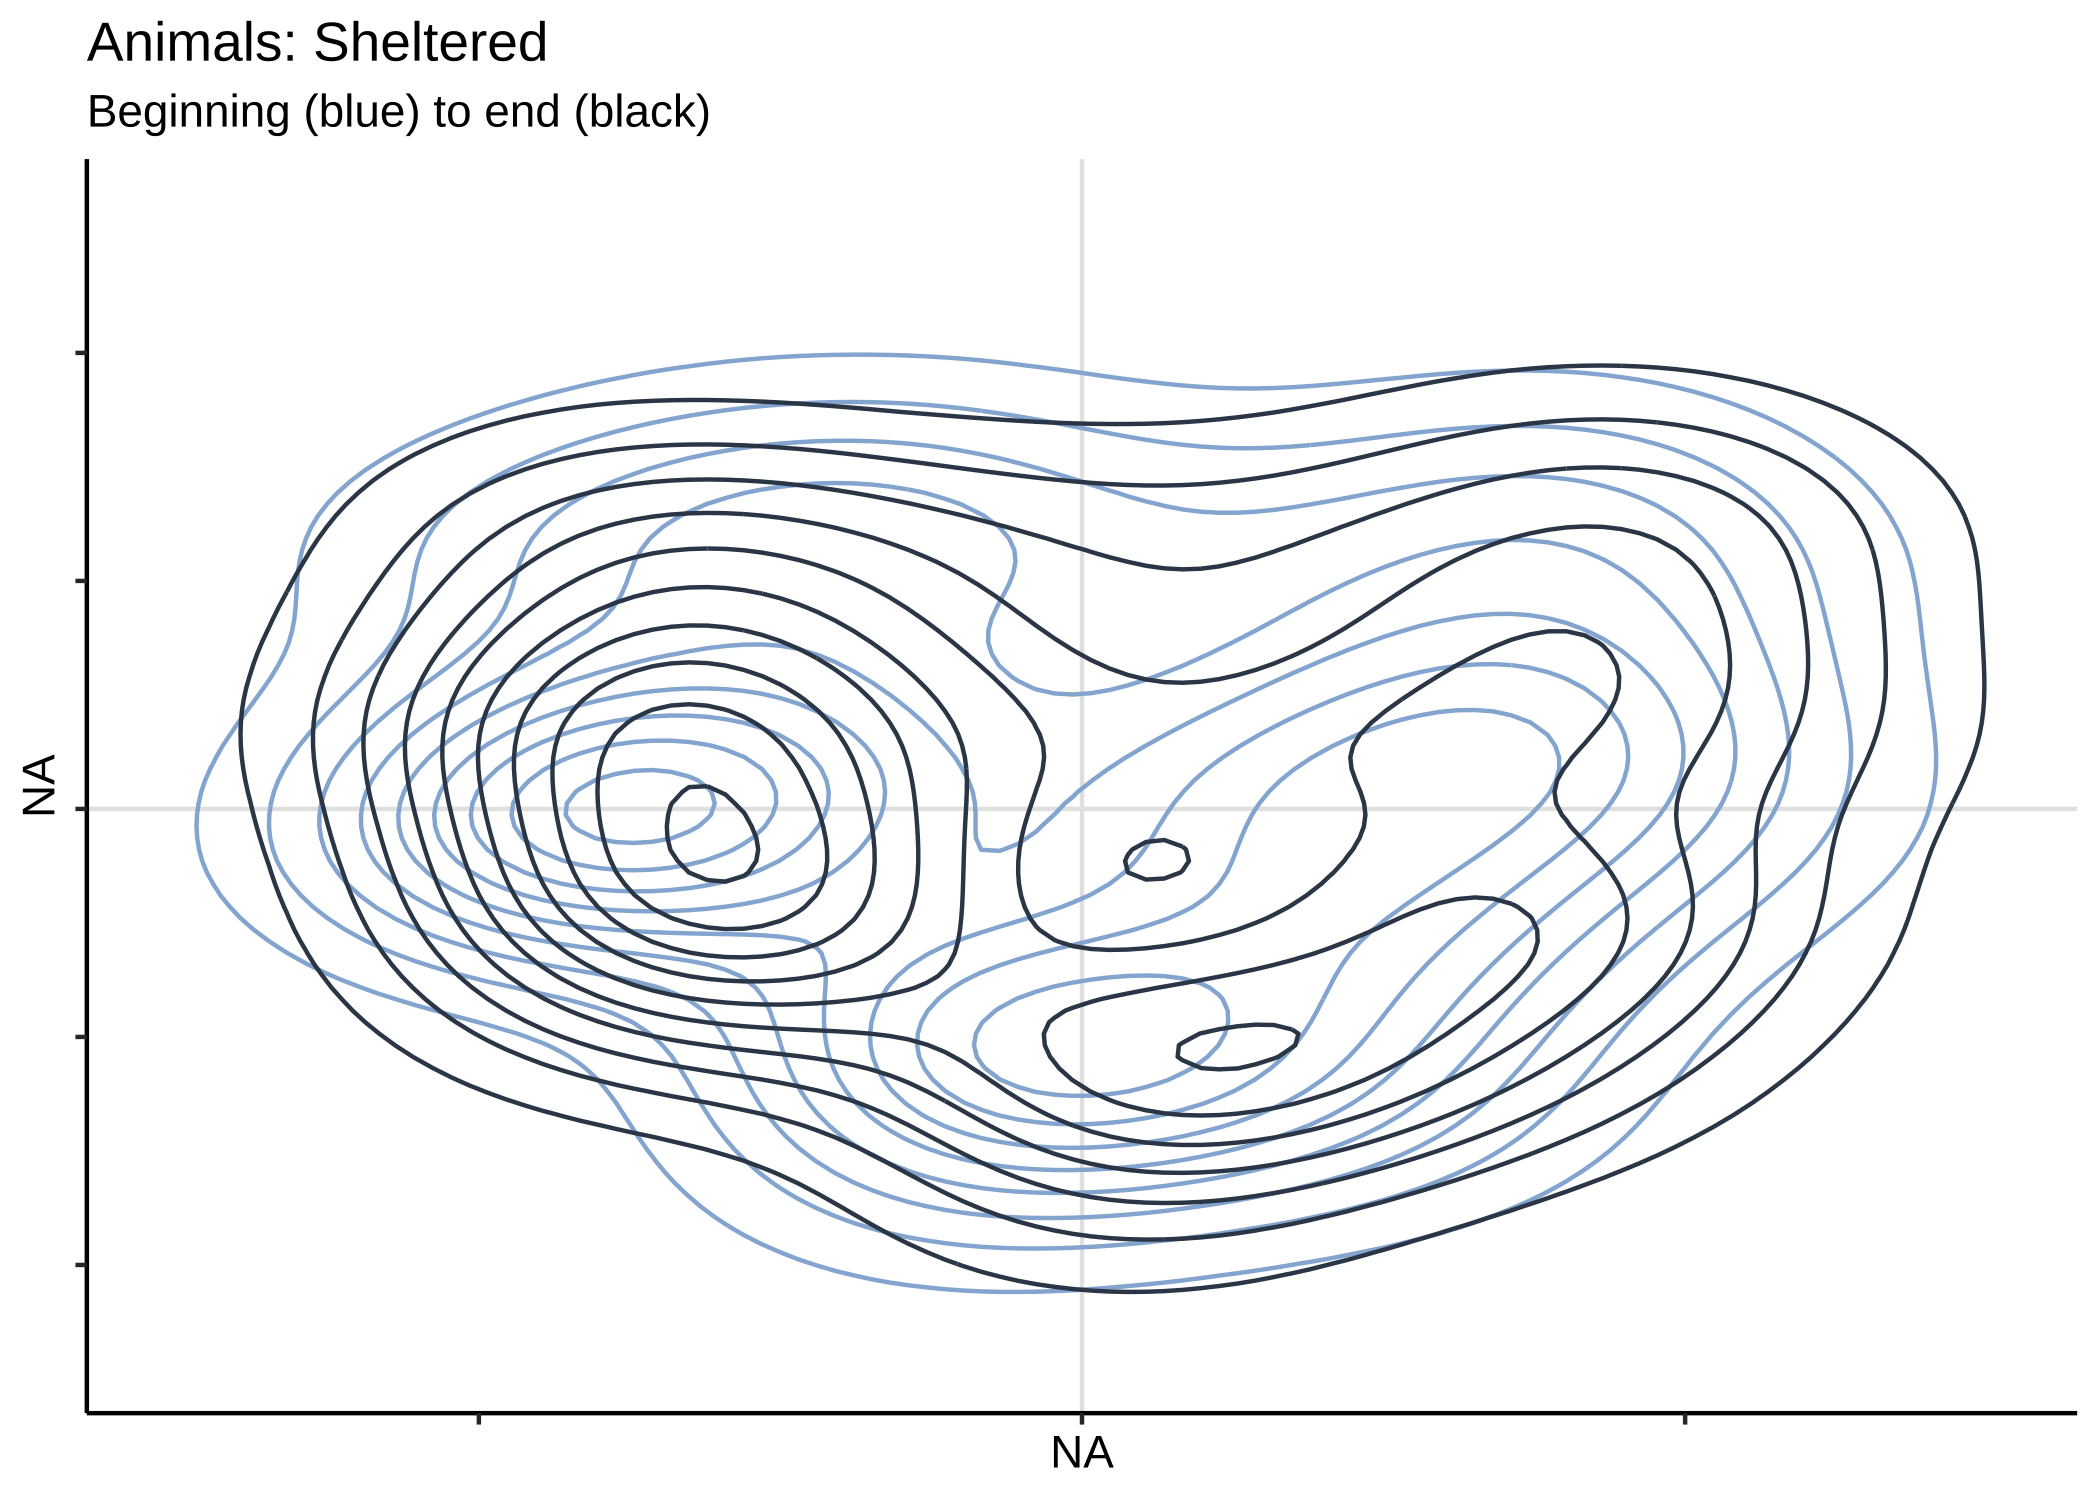 Animals: Sheltered
Beginning (blue) to end (black)
NA
NA